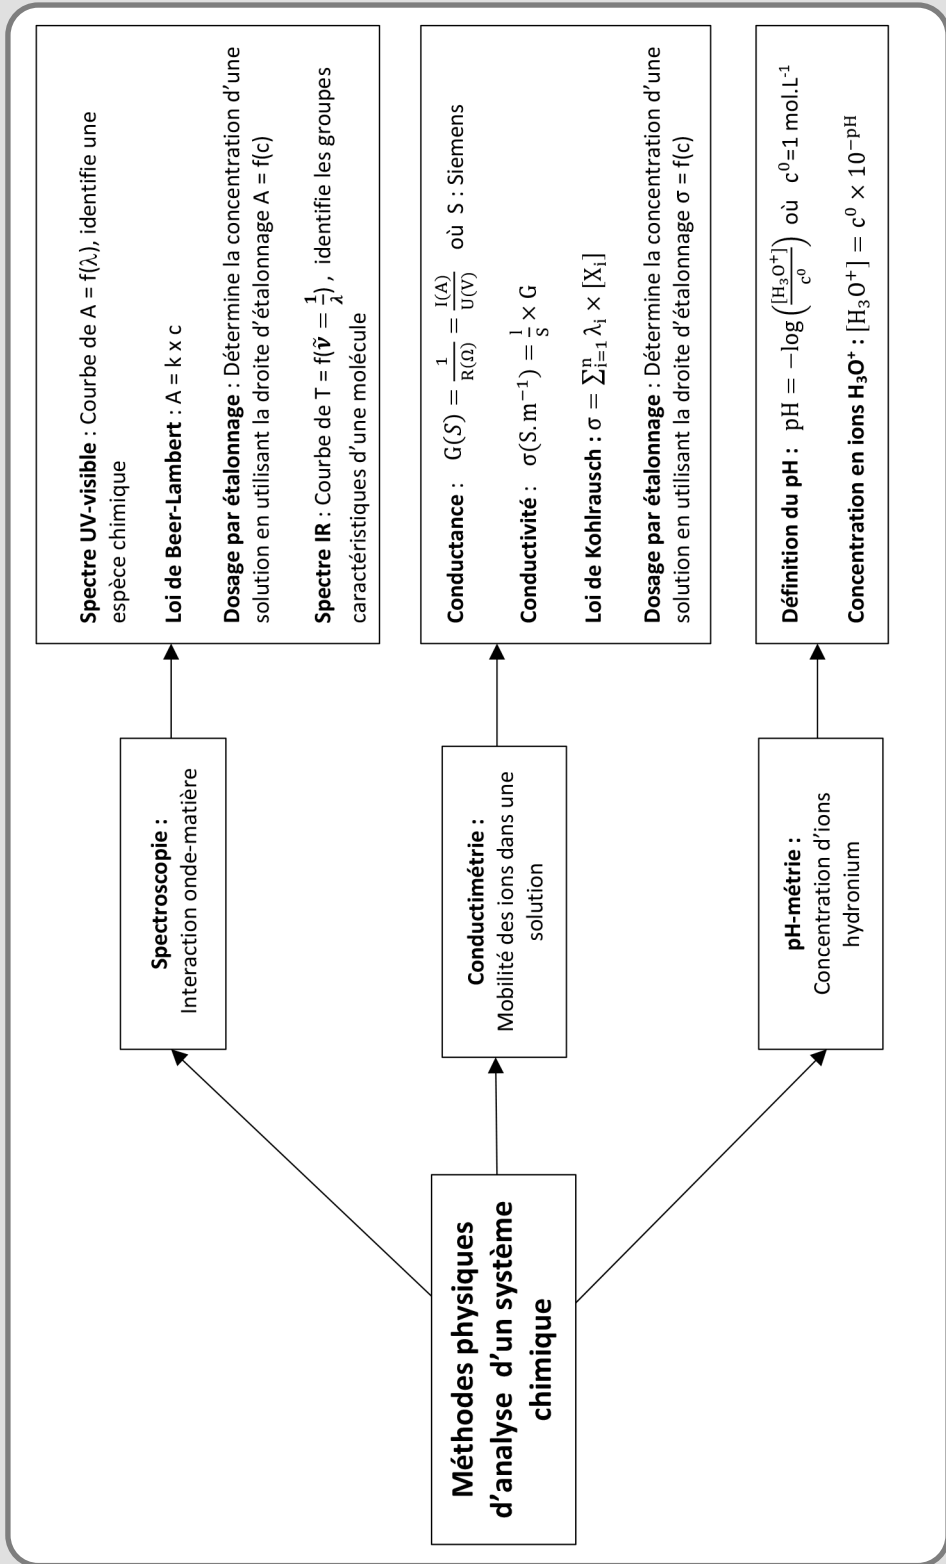 Méthodes physiques
d'analyse d'un système
chimique
Spectroscopie :
Interaction onde-matière
Conductimétrie :
Mobilité des ions dans une
solution
pH-métrie :
Concentration d'ions
hydronium
Spectre UV-visible : Courbe de A = f(λ), identifie une
espèce chimique
Loi de Beer-Lambert : A = k x c
Dosage par étalonnage : Détermine la concentration d'une
solution en utilisant la droite d'étalonnage A = f(c)
Spectre IR : Courbe de T = f(ν̃ = 1/λ), identifie les groupes
caractéristiques d'une molécule
Conductance : G(S) = 1/R(Ω) = I(A)/U(V) où S : Siemens
Conductivité : σ(S.m⁻¹) = l/S × G
Loi de Kohlrausch : σ = ∑ⁿᵢ₌₁ λᵢ × [Xᵢ]
Dosage par étalonnage : Détermine la concentration d'une
solution en utilisant la droite d'étalonnage σ = f(c)
Définition du pH : pH = −log([H₃O⁺]/c⁰) où c⁰=1 mol.L⁻¹
Concentration en ions H₃O⁺ : [H₃O⁺] = c⁰ × 10⁻ᵖᴴ